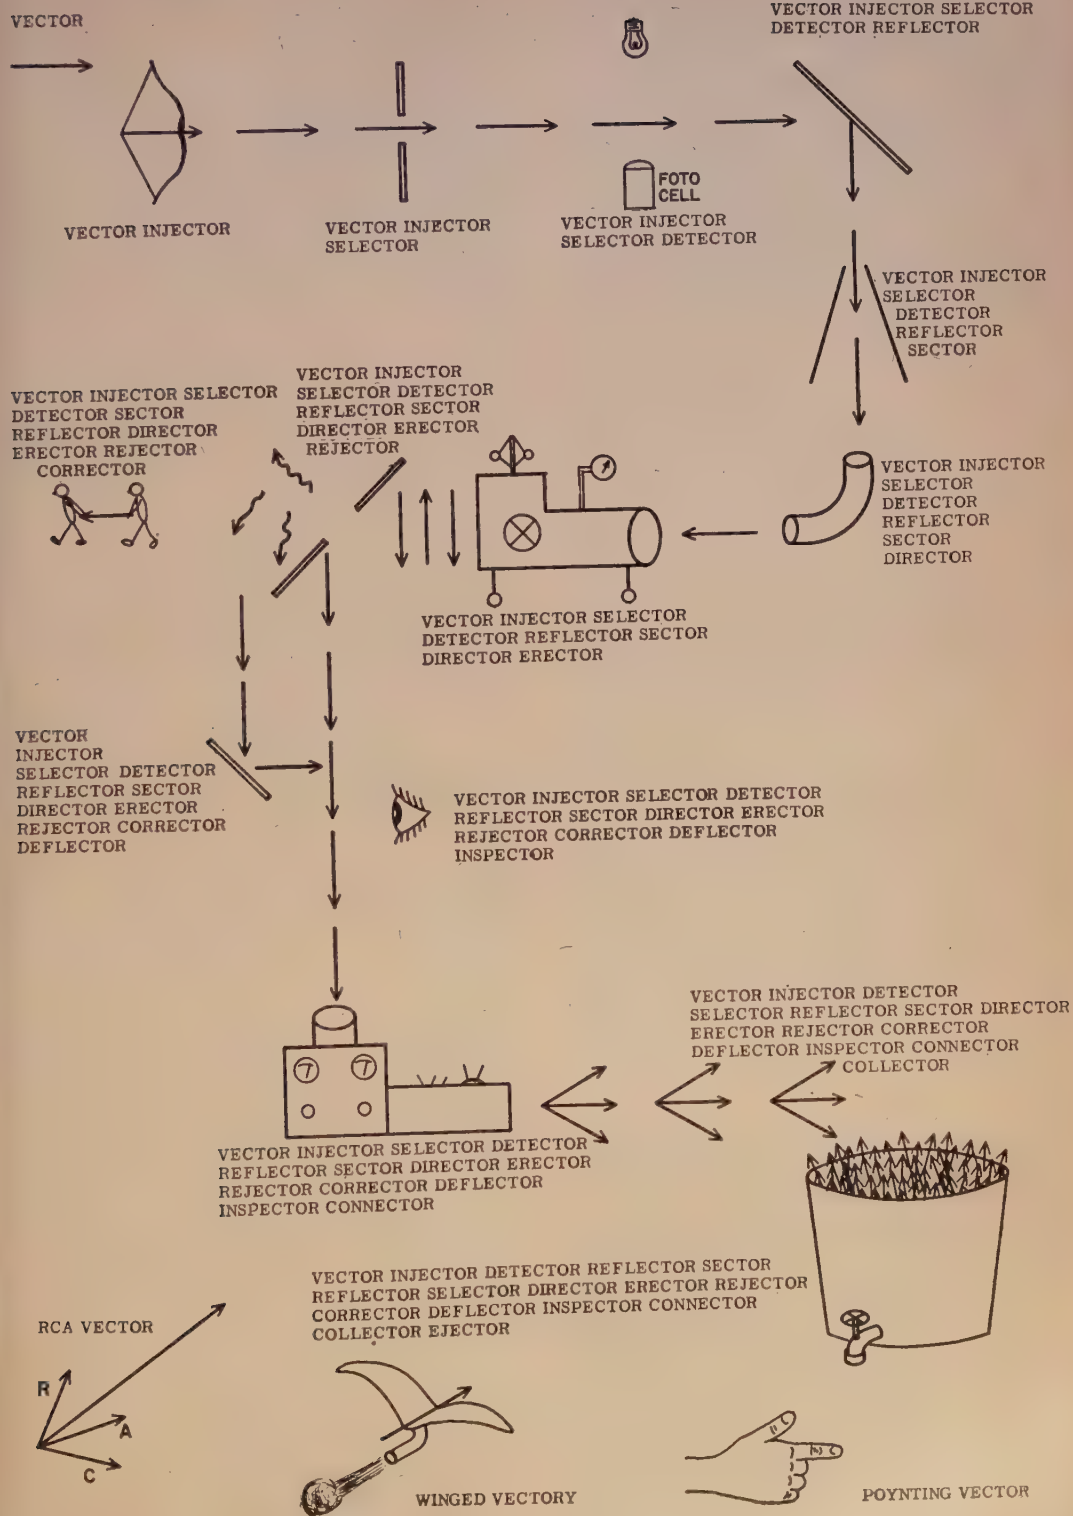 VECTOR
VECTOR INJECTOR
VECTOR INJECTOR
SELECTOR
FOTO
CELL
VECTOR INJECTOR
SELECTOR DETECTOR
VECTOR INJECTOR SELECTOR
DETECTOR REFLECTOR
VECTOR INJECTOR
SELECTOR
DETECTOR
REFLECTOR
SECTOR
VECTOR INJECTOR
SELECTOR
DETECTOR
REFLECTOR
SECTOR
DIRECTOR
VECTOR INJECTOR SELECTOR
DETECTOR REFLECTOR SECTOR
DIRECTOR ERECTOR
VECTOR INJECTOR
SELECTOR DETECTOR
REFLECTOR SECTOR
DIRECTOR ERECTOR
REJECTOR
VECTOR INJECTOR SELECTOR
DETECTOR SECTOR
REFLECTOR DIRECTOR
ERECTOR REJECTOR
CORRECTOR
VECTOR
INJECTOR
SELECTOR DETECTOR
REFLECTOR SECTOR
DIRECTOR ERECTOR
REJECTOR CORRECTOR
DEFLECTOR
VECTOR INJECTOR SELECTOR DETECTOR
REFLECTOR SECTOR DIRECTOR ERECTOR
REJECTOR CORRECTOR DEFLECTOR
INSPECTOR
VECTOR INJECTOR SELECTOR DETECTOR
REFLECTOR SECTOR DIRECTOR ERECTOR
REJECTOR CORRECTOR DEFLECTOR
INSPECTOR CONNECTOR
VECTOR INJECTOR DETECTOR
SELECTOR REFLECTOR SECTOR DIRECTOR
ERECTOR REJECTOR CORRECTOR
DEFLECTOR INSPECTOR CONNECTOR
COLLECTOR
VECTOR INJECTOR DETECTOR REFLECTOR SECTOR
REFLECTOR SELECTOR DIRECTOR ERECTOR REJECTOR
CORRECTOR DEFLECTOR INSPECTOR CONNECTOR
COLLECTOR EJECTOR
RCA VECTOR
R
A
C
WINGED VECTORY
POYNTING VECTOR